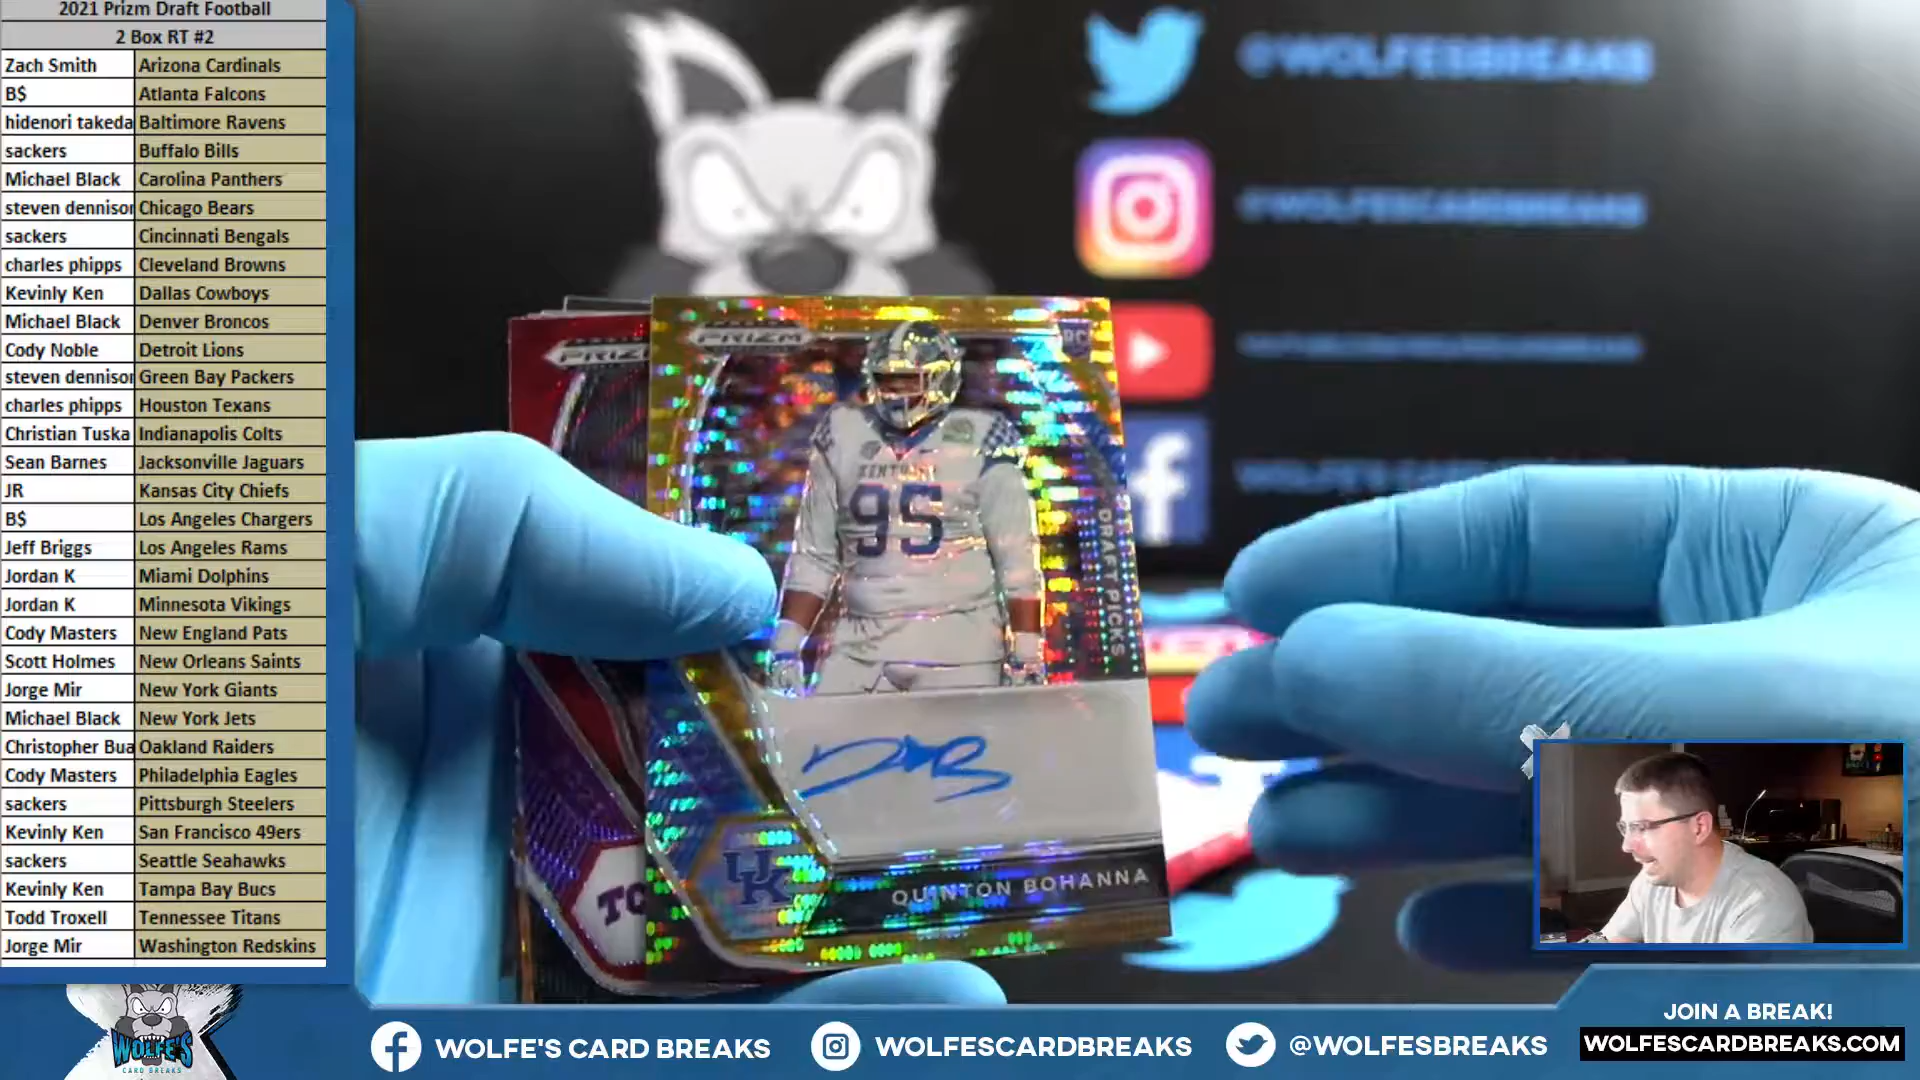 2021 Prizm Draft Football
2 Box RT #2
Zach Smith Arizona Cardinals
B$ Atlanta Falcons
hidenori takeda Baltimore Ravens
sackers Buffalo Bills
Michael Black Carolina Panthers
steven dennisor Chicago Bears
sackers Cincinnati Bengals
charles phipps Cleveland Browns
Kevinly Ken Dallas Cowboys
Michael Black Denver Broncos
Cody Noble Detroit Lions
steven dennisor Green Bay Packers
charles phipps Houston Texans
Christian Tuska Indianapolis Colts
Sean Barnes Jacksonville Jaguars
JR Kansas City Chiefs
B$ Los Angeles Chargers
Jeff Briggs Los Angeles Rams
Jordan K Miami Dolphins
Jordan K Minnesota Vikings
Cody Masters New England Pats
Scott Holmes New Orleans Saints
Jorge Mir New York Giants
Michael Black New York Jets
Christopher Bua Oakland Raiders
Cody Masters Philadelphia Eagles
sackers Pittsburgh Steelers
Kevinly Ken San Francisco 49ers
sackers Seattle Seahawks
Kevinly Ken Tampa Bay Bucs
Todd Troxell Tennessee Titans
Jorge Mir Washington Redskins
@WOLFESBREAKS
@WOLFESCARDBREAKS
PRIZM
PRIZM
RC
KENTUCKY
95
DRAFT PICKS
UK
QUINTON BOHANNA
WOLFE'S
CARD BREAKS
WOLFE'S CARD BREAKS
WOLFESCARDBREAKS
@WOLFESBREAKS
JOIN A BREAK!
WOLFESCARDBREAKS.COM